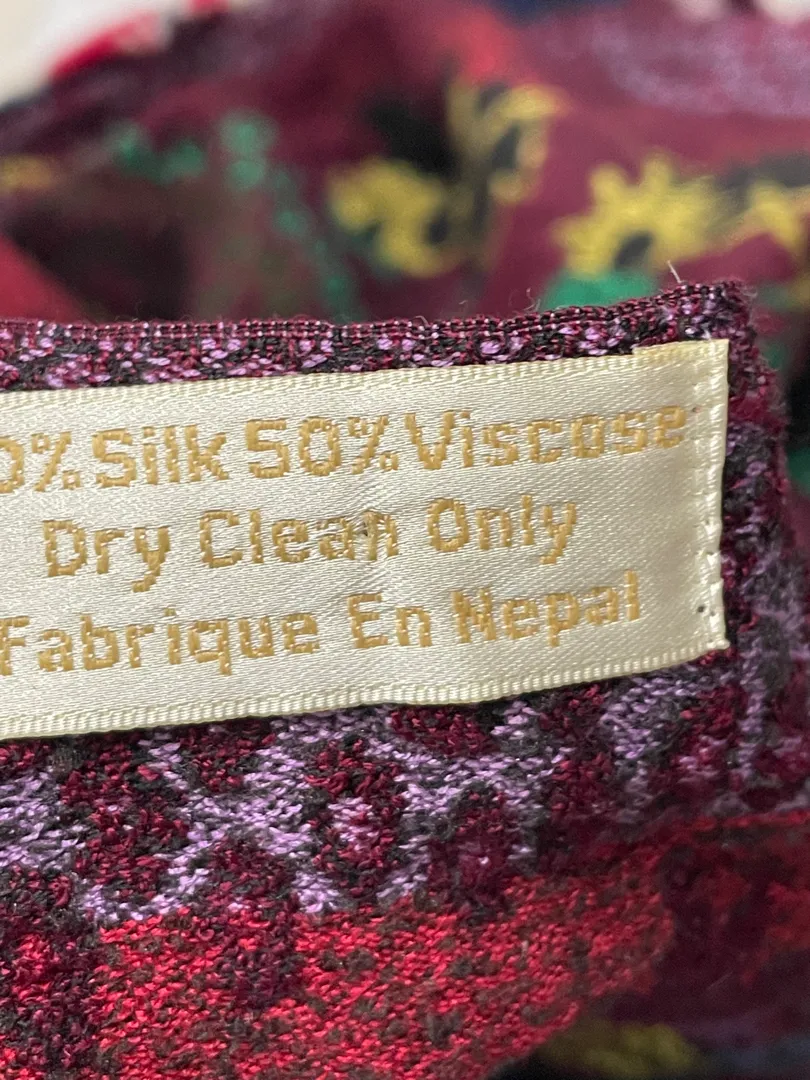 0% Silk 50% Viscose
Dry Clean Only
Fabrique En Nepal